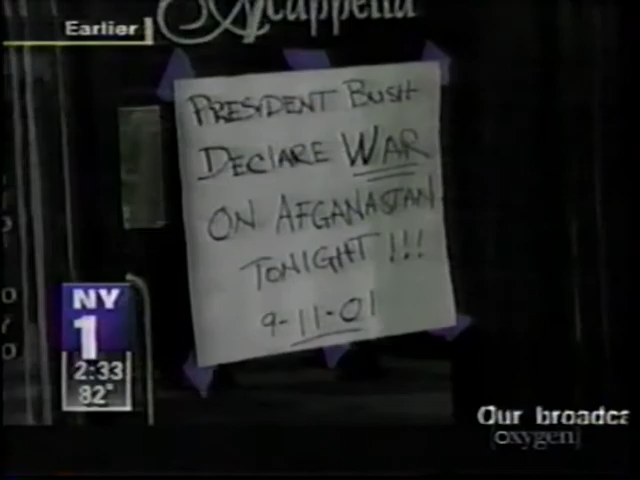 Earlier
Acappella
PRESIDENT BUSH
DECLARE WAR
ON AFGANASTAN
TONIGHT!!!
9-11-01
NY
1
2:33
82°
Our broadca
oxygen